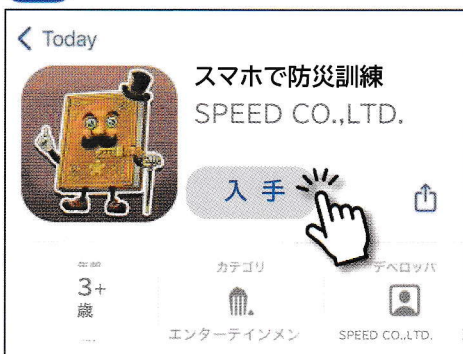 Today
スマホで防災訓練
SPEED CO.,LTD.
入手
年齢
3+
歳
カテゴリ
エンターテインメン
デベロッパ
SPEED CO.,LTD.